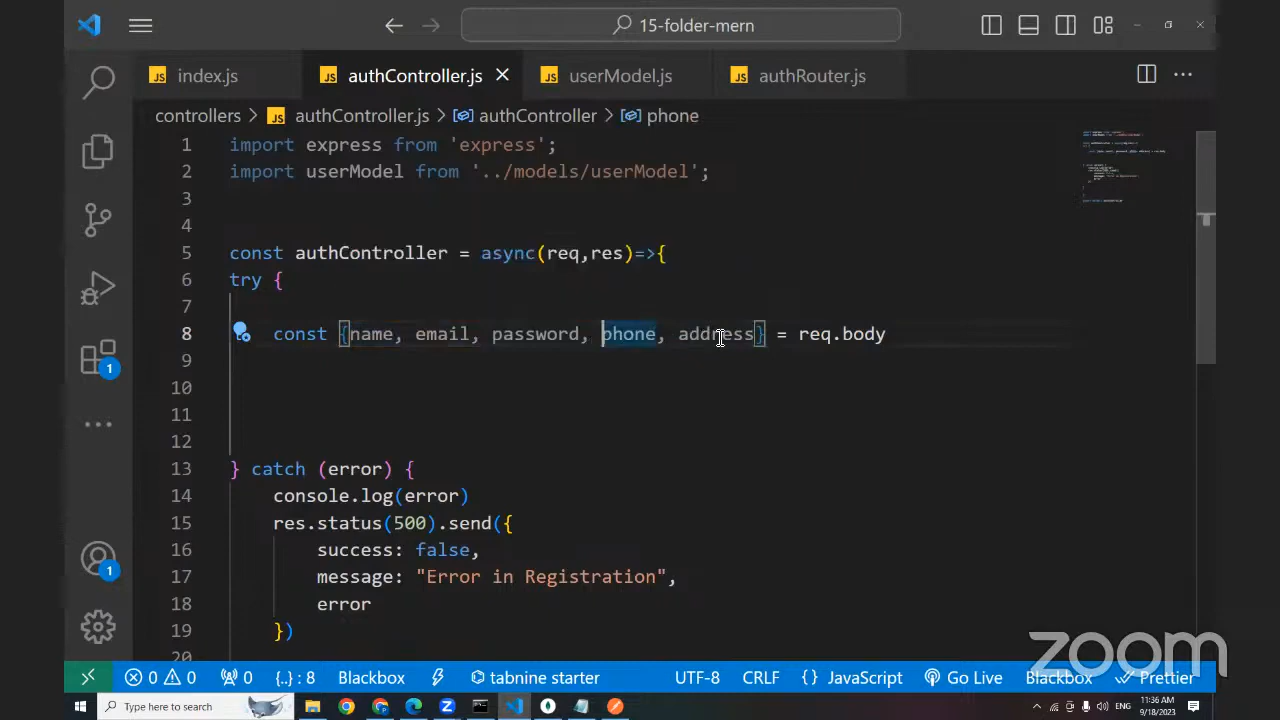 15-folder-mern
index.js
authController.js
userModel.js
authRouter.js
controllers > authController.js > authController > phone
1 import express from 'express';
2 import userModel from '../models/userModel';
3
4
5 const authController = async(req,res)=>{
6 try {
7
8 const {name, email, password, phone, address} = req.body
9
10
11
12
13 } catch (error) {
14 console.log(error)
15 res.status(500).send({
16 success: false,
17 message: "Error in Registration",
18 error
19 })
20
1
1
zoom
0 0 0 {..} : 8 Blackbox tabnine starter UTF-8 CRLF {} JavaScript Go Live Blackbox Prettier
Type here to search
ENG
11:36 AM
9/18/2023